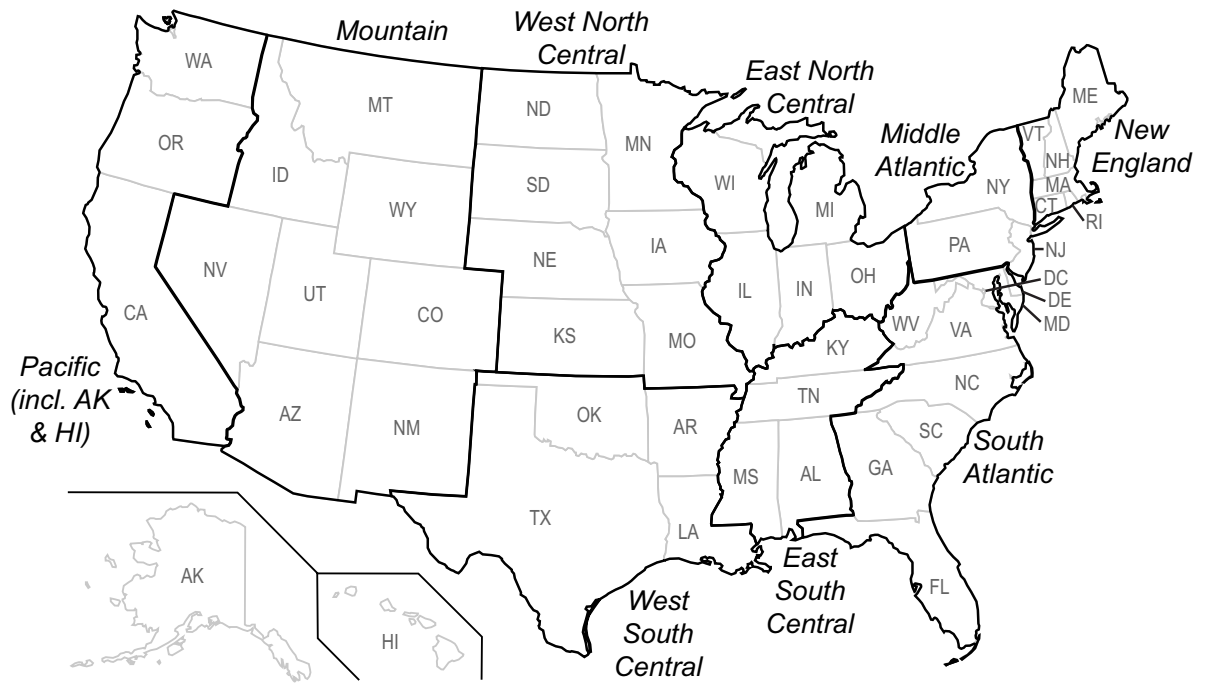 Mountain
West North
Central
East North
Central
Middle
Atlantic
New
England
Pacific
(incl. AK
& HI)
South
Atlantic
East
South
Central
West
South
Central
WA
OR
CA
ID
NV
MT
WY
UT
CO
AZ
NM
ND
SD
NE
KS
MN
IA
MO
OK
TX
AR
LA
WI
MI
IL
IN
OH
KY
TN
MS
AL
NY
PA
NJ
ME
VT
NH
MA
CT
RI
DC
DE
MD
WV
VA
NC
SC
GA
FL
AK
HI